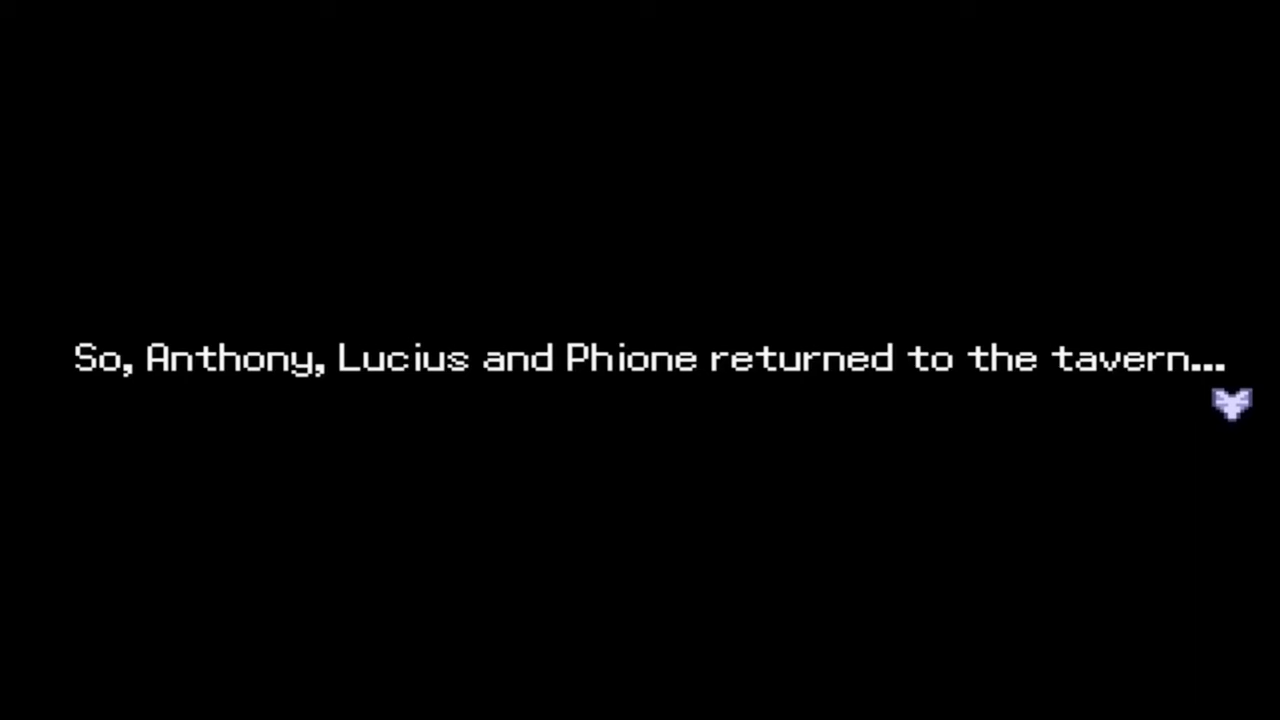 So, Anthony, Lucius and Phione returned to the tavern...